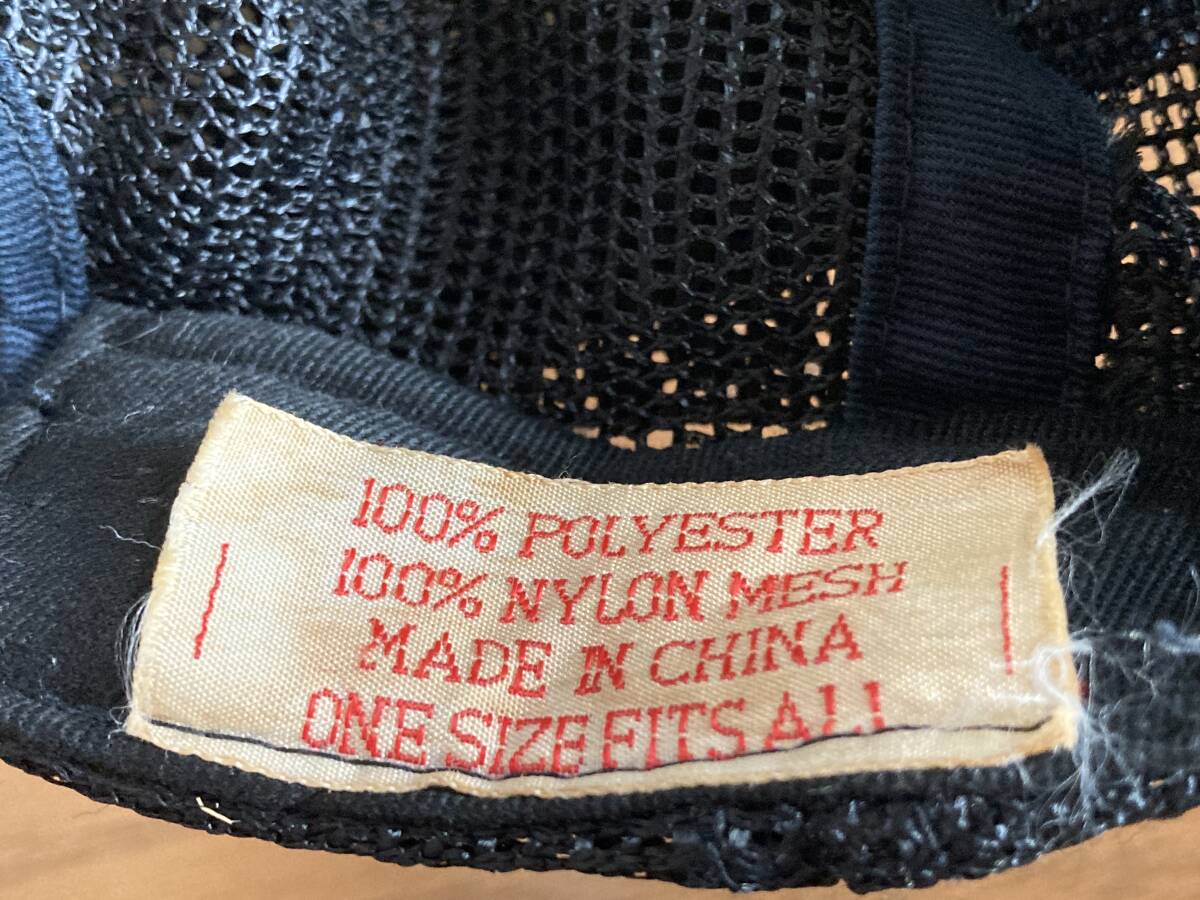 100% POLYESTER
100% NYLON MESH
MADE IN CHINA
ONE SIZE FITS ALL